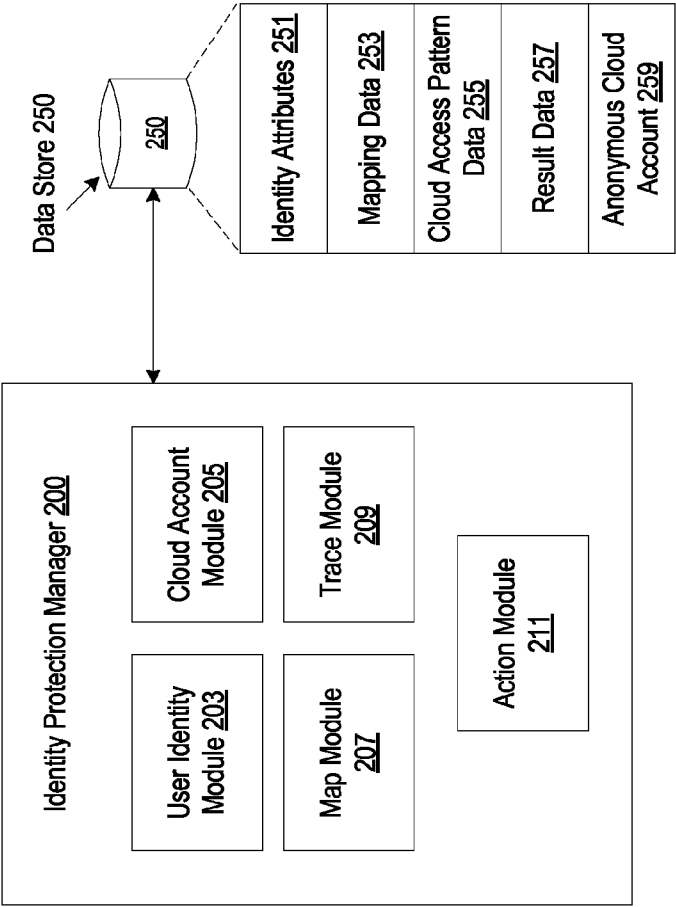 Identity Protection Manager 200
User Identity
Module 203
Cloud Account
Module 205
Map Module
207
Trace Module
209
Action Module
211
Data Store 250
250
Identity Attributes 251
Mapping Data 253
Cloud Access Pattern
Data 255
Result Data 257
Anonymous Cloud
Account 259